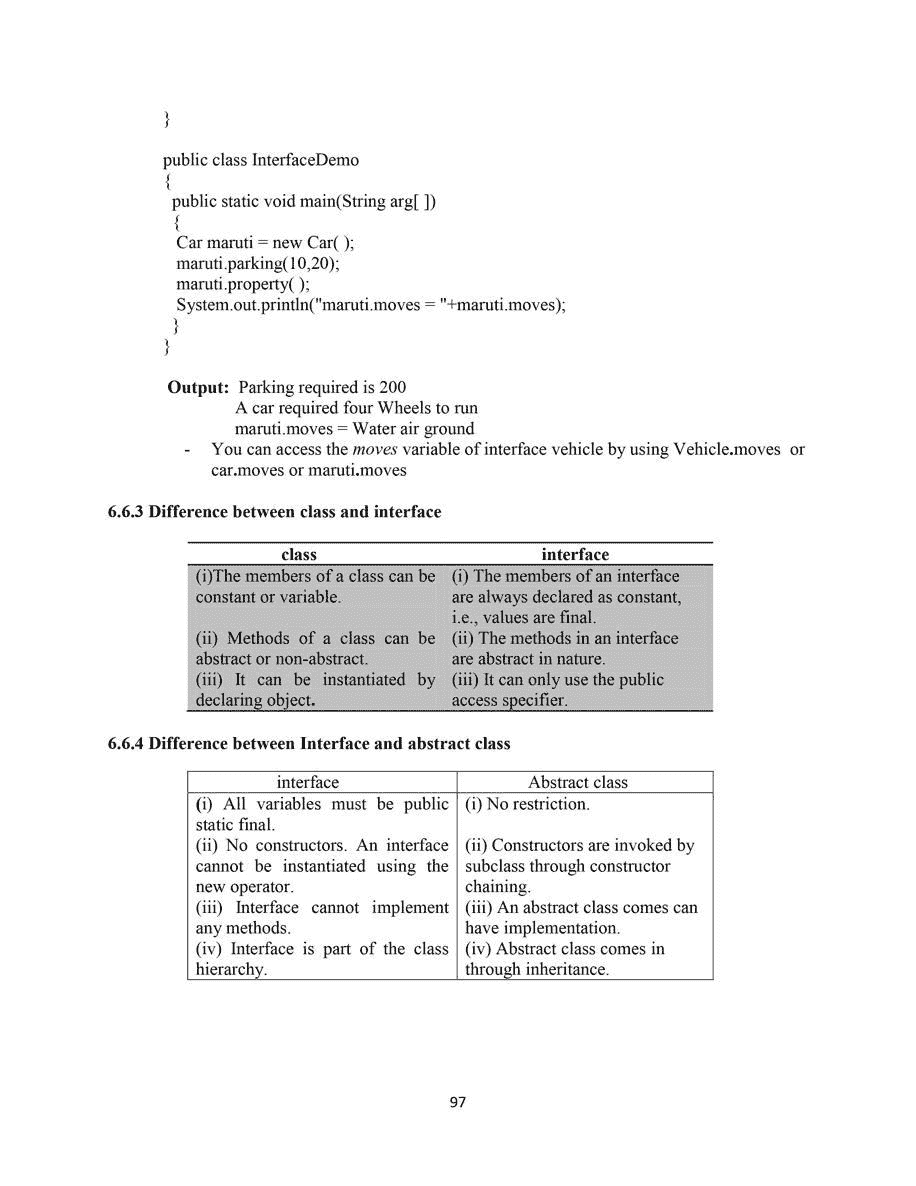 }
public class InterfaceDemo
{
public static void main(String arg[ ])
{
Car maruti = new Car( );
maruti.parking(10,20);
maruti.property( );
System.out.println("maruti.moves = "+maruti.moves);
}
}
Output: Parking required is 200
A car required four Wheels to run
maruti.moves = Water air ground
- You can access the moves variable of interface vehicle by using Vehicle.moves or
car.moves or maruti.moves
6.6.3 Difference between class and interface
class
(i)The members of a class can be
constant or variable.
(ii) Methods of a class can be
abstract or non-abstract.
(iii) It can be instantiated by
declaring object.
interface
(i) The members of an interface
are always declared as constant,
i.e., values are final.
(ii) The methods in an interface
are abstract in nature.
(iii) It can only use the public
access specifier.
6.6.4 Difference between Interface and abstract class
interface
(i) All variables must be public
static final.
(ii) No constructors. An interface
cannot be instantiated using the
new operator.
(iii) Interface cannot implement
any methods.
(iv) Interface is part of the class
hierarchy.
Abstract class
(i) No restriction.
(ii) Constructors are invoked by
subclass through constructor
chaining.
(iii) An abstract class comes can
have implementation.
(iv) Abstract class comes in
through inheritance.
97